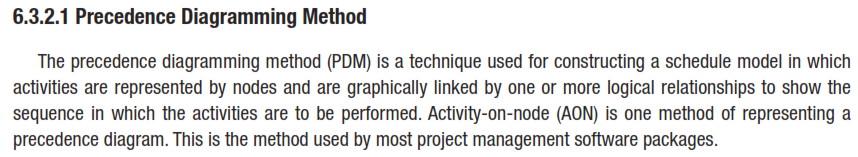 6.3.2.1 Precedence Diagramming Method
The precedence diagramming method (PDM) is a technique used for constructing a schedule model in which
activities are represented by nodes and are graphically linked by one or more logical relationships to show the
sequence in which the activities are to be performed. Activity-on-node (AON) is one method of representing a
precedence diagram. This is the method used by most project management software packages.